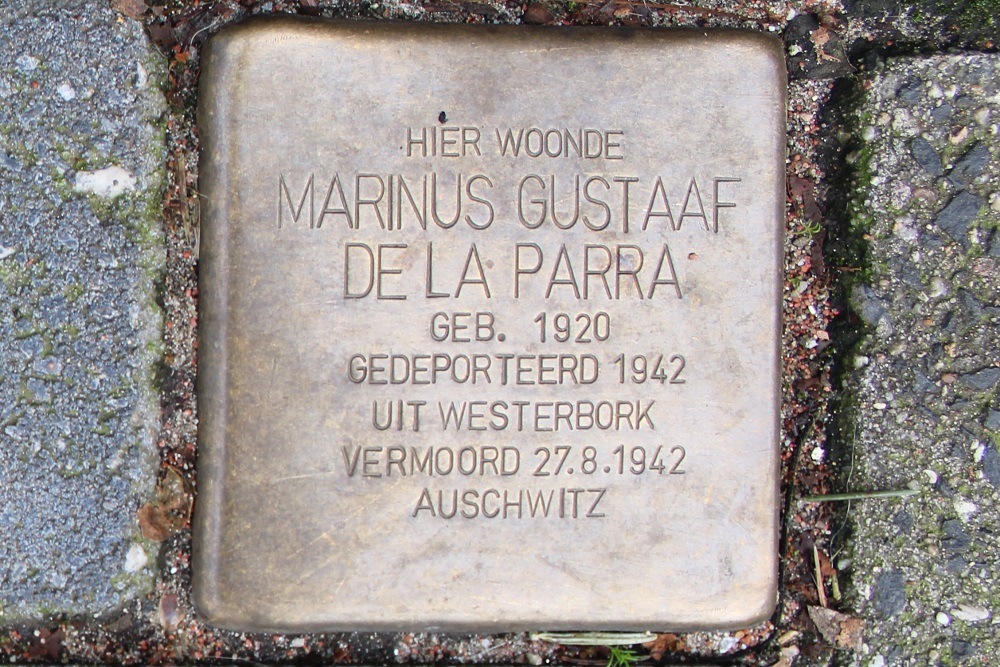 HIER WOONDE
MARINUS GUSTAAF
DE LA PARRA
GEB. 1920
GEDEPORTEERD 1942
UIT WESTERBORK
VERMOORD 27.8.1942
AUSCHWITZ